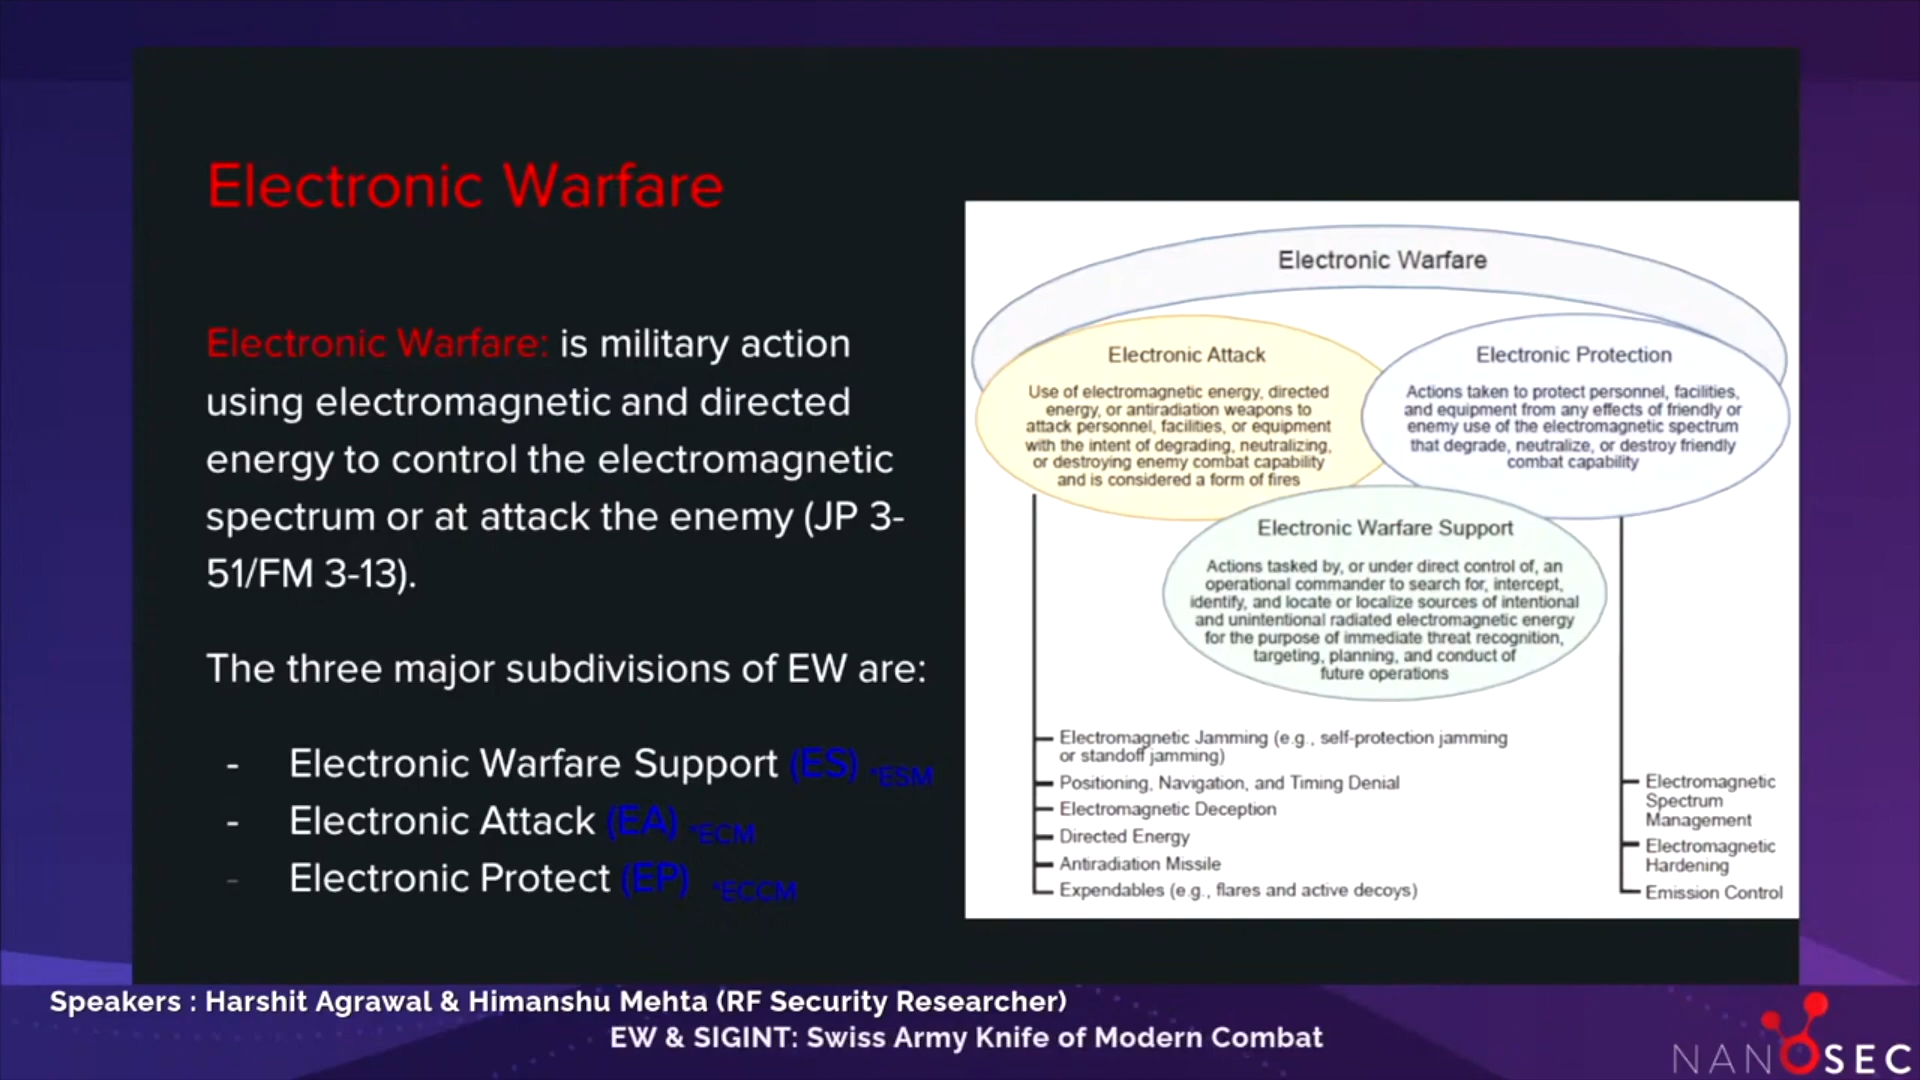 Electronic Warfare
Electronic Warfare: is military action
using electromagnetic and directed
energy to control the electromagnetic
spectrum or at attack the enemy (JP 3-
51/FM 3-13).
The three major subdivisions of EW are:
- Electronic Warfare Support (ES) *ESM
- Electronic Attack (EA) *ECM
- Electronic Protect (EP) *ECCM
Electronic Warfare
Electronic Attack
Use of electromagnetic energy, directed
energy, or antiradiation weapons to
attack personnel, facilities, or equipment
with the intent of degrading, neutralizing,
or destroying enemy combat capability
and is considered a form of fires
Electronic Protection
Actions taken to protect personnel, facilities,
and equipment from any effects of friendly or
enemy use of the electromagnetic spectrum
that degrade, neutralize, or destroy friendly
combat capability
Electronic Warfare Support
Actions tasked by, or under direct control of, an
operational commander to search for, intercept,
identify, and locate or localize sources of intentional
and unintentional radiated electromagnetic energy
for the purpose of immediate threat recognition,
targeting, planning, and conduct of
future operations
Electromagnetic Jamming (e.g., self-protection jamming
or standoff jamming)
Positioning, Navigation, and Timing Denial
Electromagnetic Deception
Directed Energy
Antiradiation Missile
Expendables (e.g., flares and active decoys)
Electromagnetic
Spectrum
Management
Electromagnetic
Hardening
Emission Control
Speakers : Harshit Agrawal & Himanshu Mehta (RF Security Researcher)
EW & SIGINT: Swiss Army Knife of Modern Combat
NANOSEC